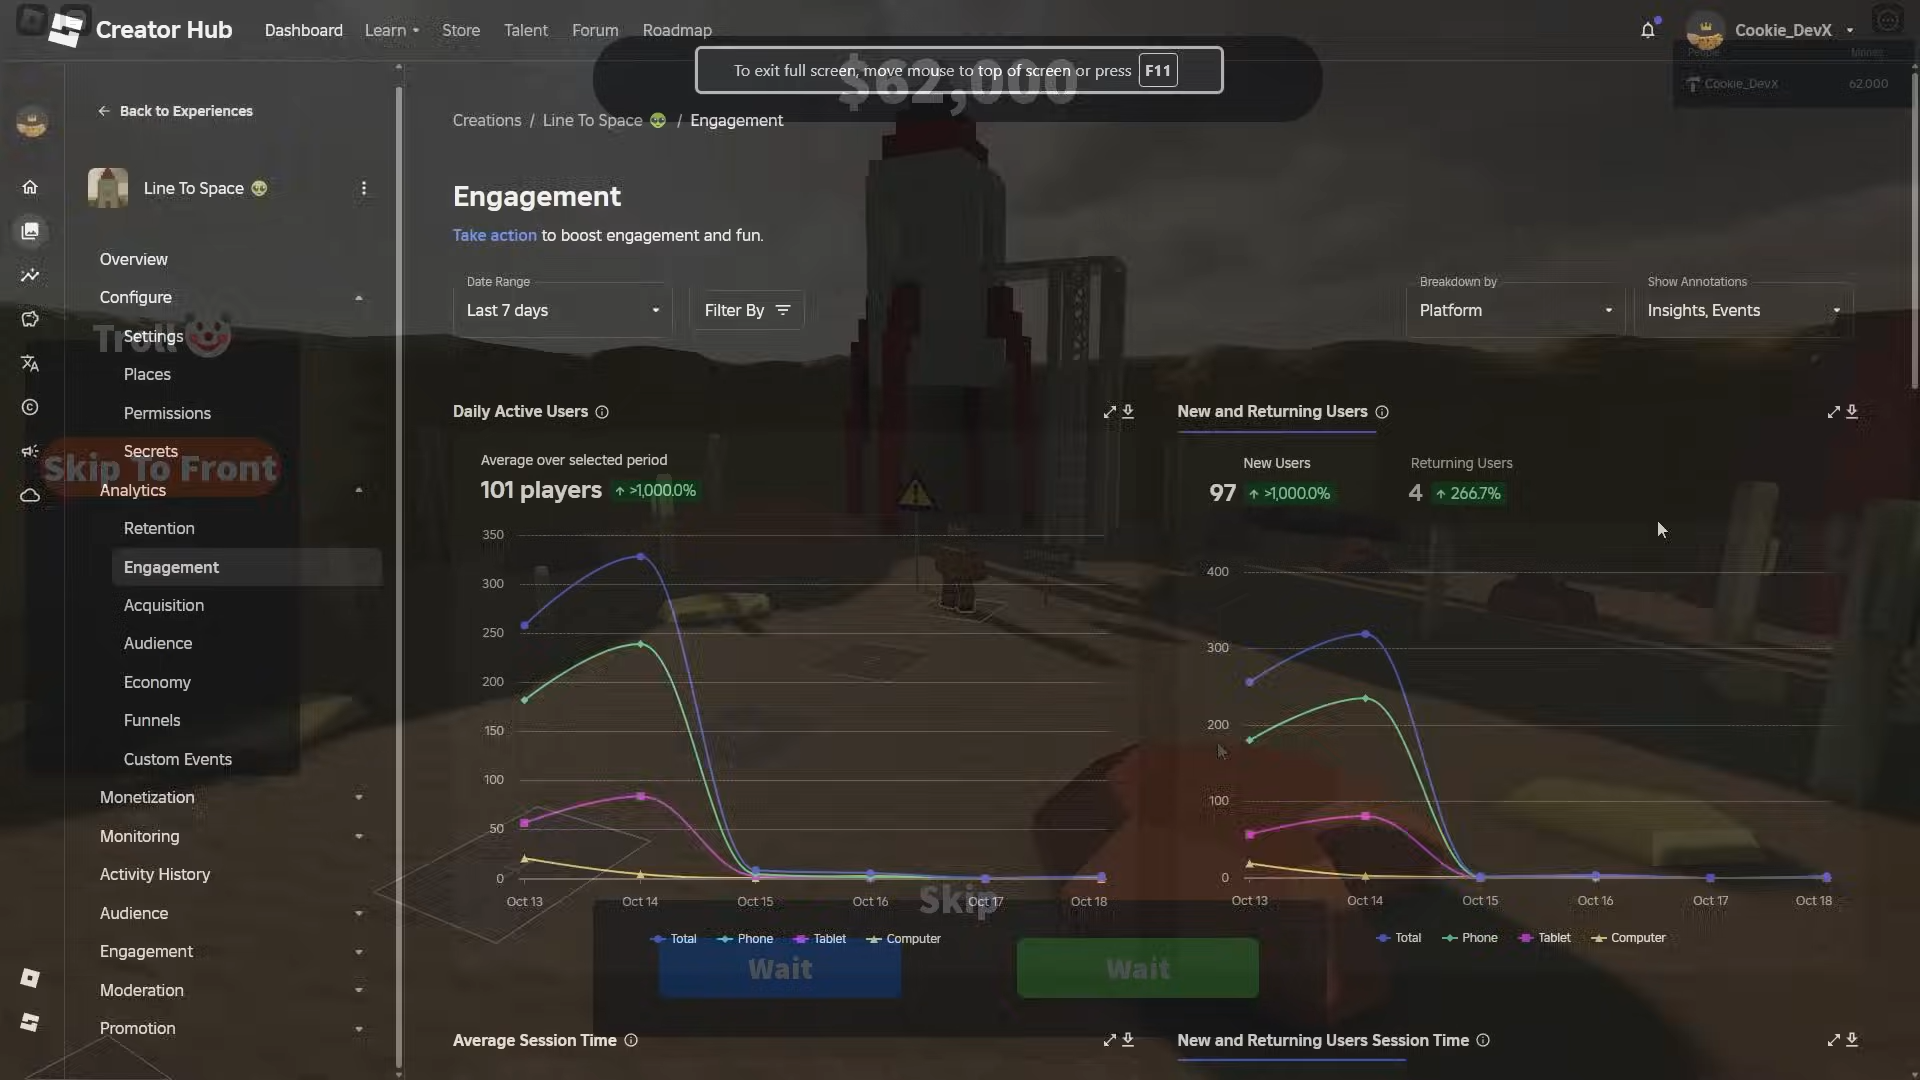 Creator Hub
Dashboard
Learn
Store
Talent
Forum
Roadmap
Cookie_DevX
$62,000
To exit full screen, move mouse to top of screen or press F11
Cookie_DevX 62,000
Back to Experiences
Creations / Line To Space / Engagement
Line To Space
Engagement
Take action to boost engagement and fun.
Overview
Configure
Settings
Places
Permissions
Secrets
Analytics
Retention
Engagement
Acquisition
Audience
Economy
Funnels
Custom Events
Monetization
Monitoring
Activity History
Audience
Engagement
Moderation
Promotion
Troll
Skip To Front
Date Range
Last 7 days
Filter By
Breakdown by
Platform
Show Annotations
Insights, Events
Daily Active Users
Average over selected period
101 players >1,000.0%
350
300
250
200
150
100
50
0
Oct 13 Oct 14 Oct 15 Oct 16 Oct 17 Oct 18
Total Phone Tablet Computer
New and Returning Users
New Users
97 >1,000.0%
Returning Users
4 266.7%
400
300
200
100
0
Oct 13 Oct 14 Oct 15 Oct 16 Oct 17 Oct 18
Total Phone Tablet Computer
Skip
Wait
Wait
Average Session Time
New and Returning Users Session Time